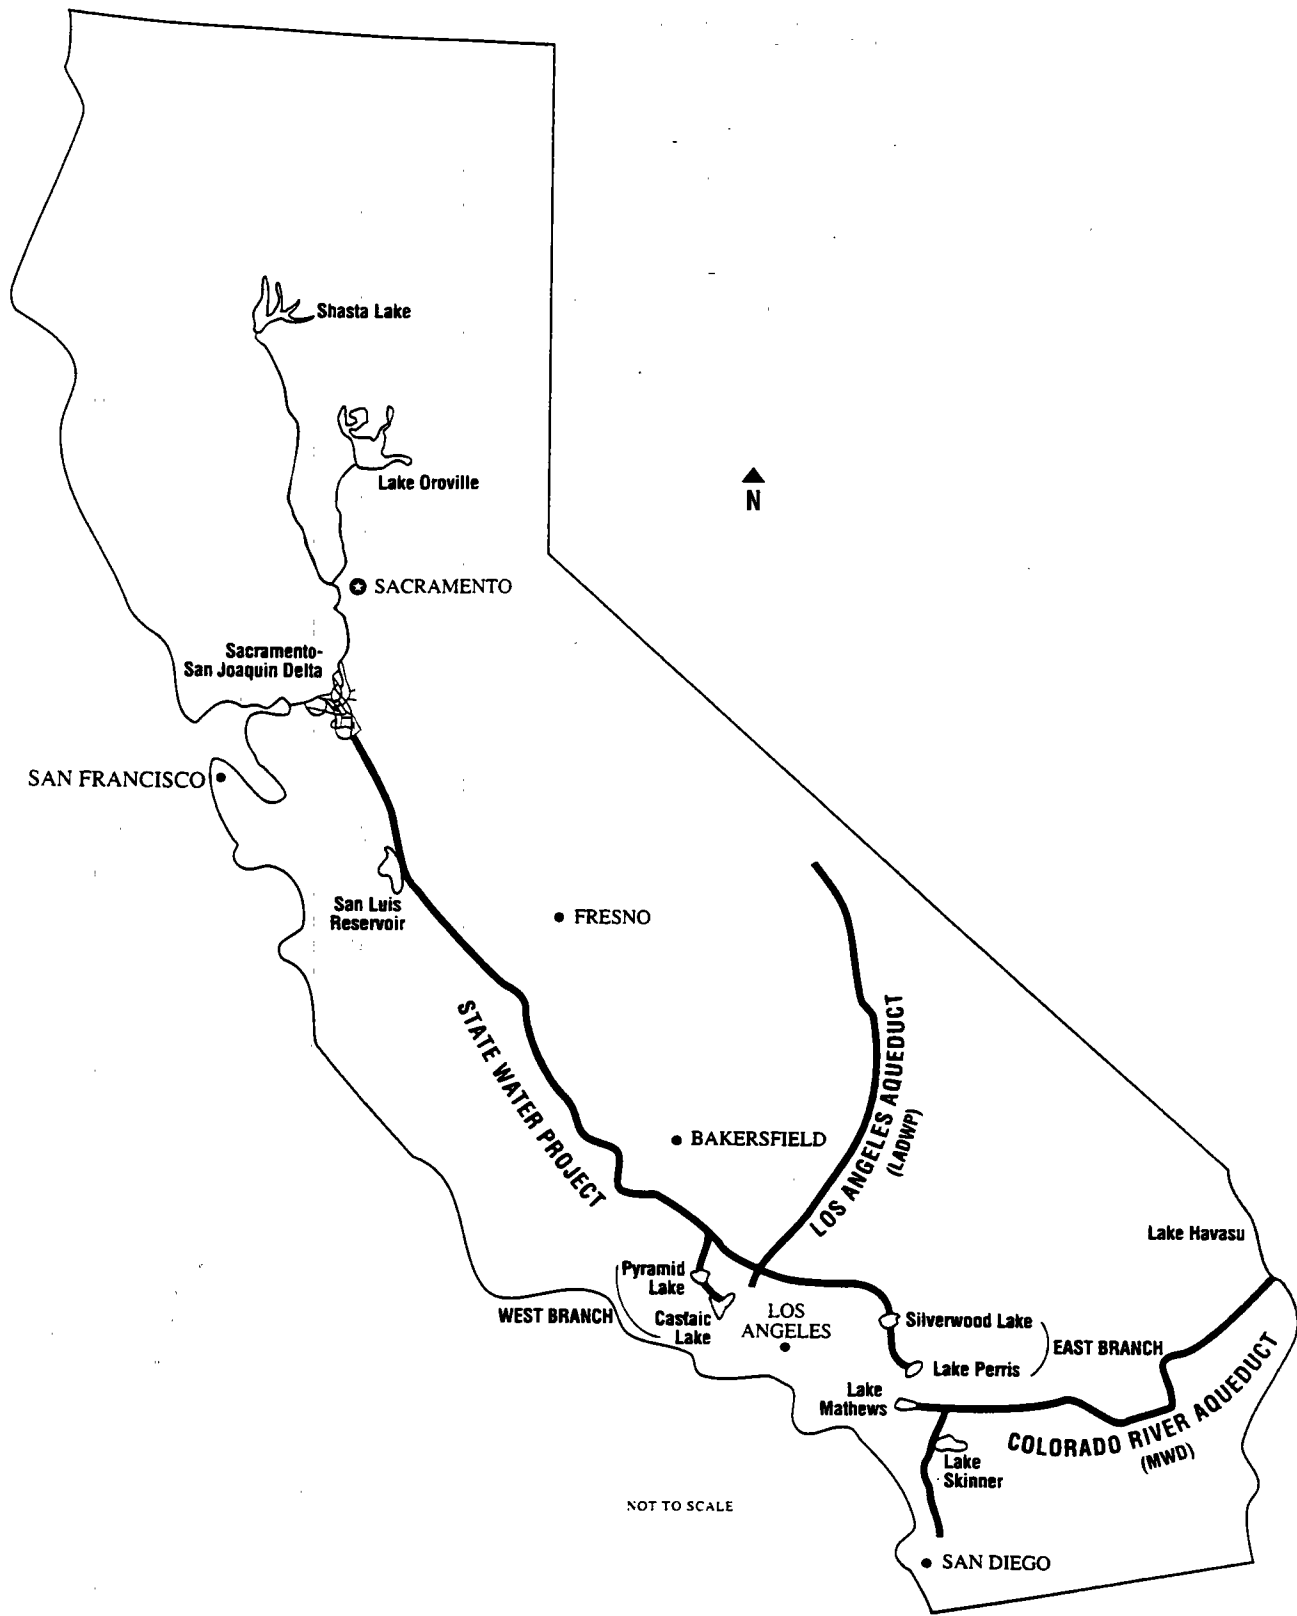 Shasta Lake
Lake Oroville
N
SACRAMENTO
Sacramento-
San Joaquin Delta
SAN FRANCISCO
San Luis
Reservoir
FRESNO
STATE WATER PROJECT
LOS ANGELES AQUEDUCT
(LADWP)
BAKERSFIELD
Lake Havasu
Pyramid
Lake
WEST BRANCH
Castaic
Lake
LOS
ANGELES
Silverwood Lake
EAST BRANCH
Lake Perris
Lake
Mathews
COLORADO RIVER AQUEDUCT
(MWD)
Lake
Skinner
NOT TO SCALE
SAN DIEGO